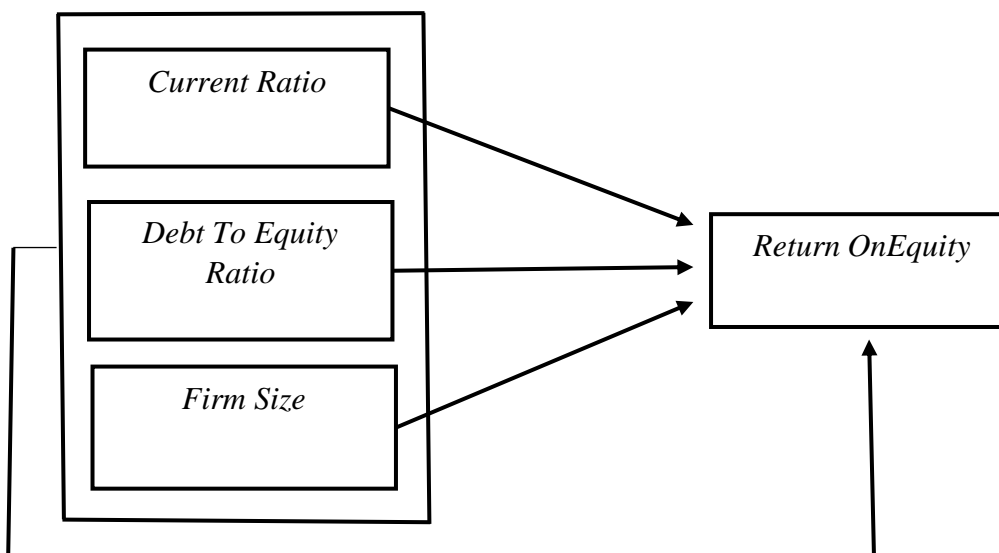 Current Ratio
Debt To Equity
Ratio
Firm Size
Return OnEquity